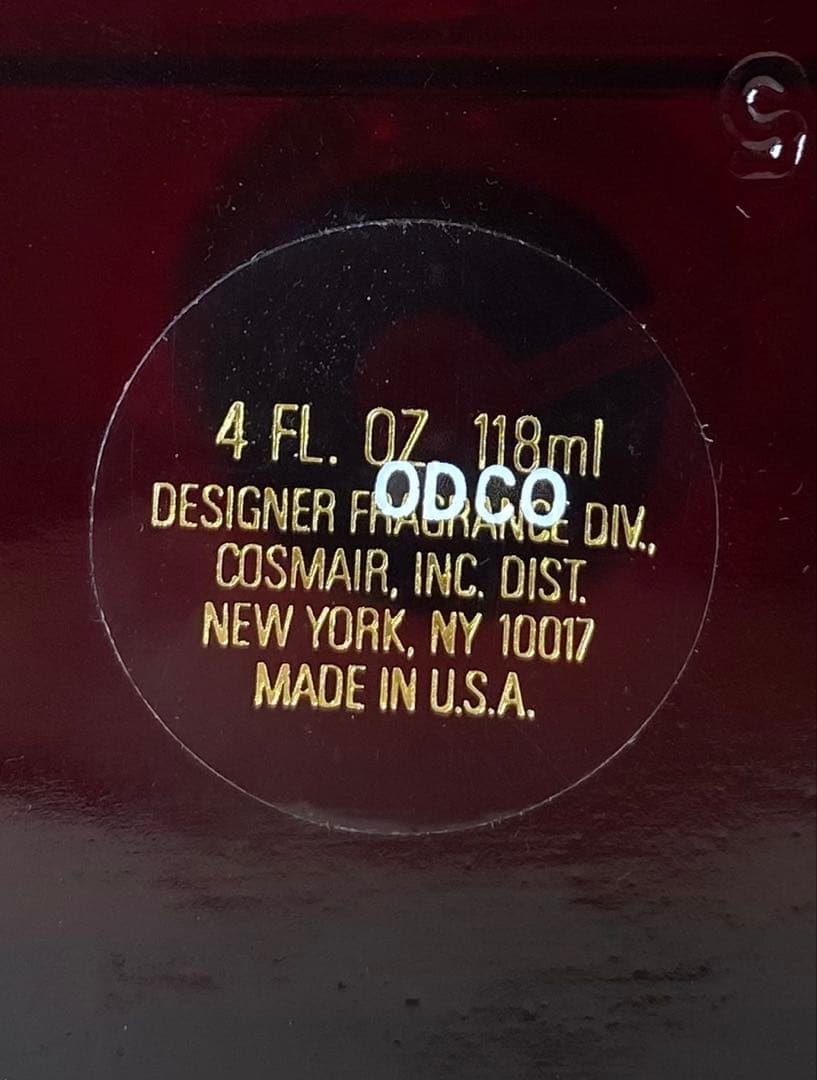 4 FL. OZ 118ml
ODCO
DESIGNER FRAGRANCE DIV.,
COSMAIR, INC. DIST.
NEW YORK, NY 10017
MADE IN U.S.A.